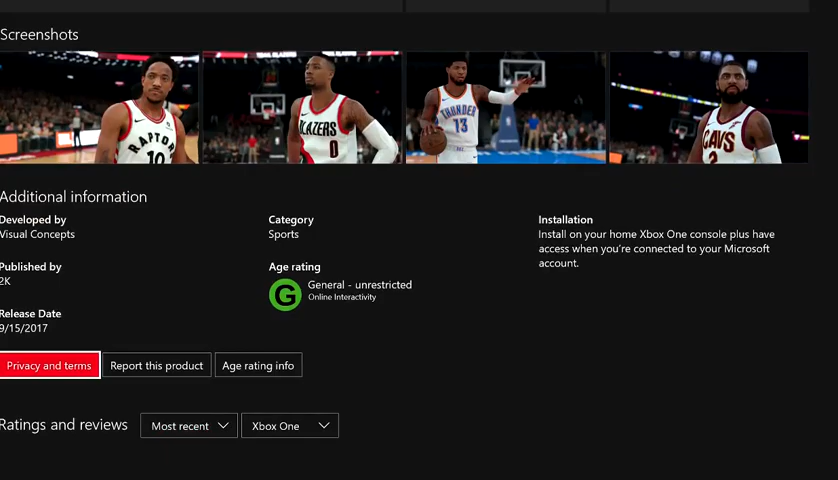 Screenshots
RAPTORS
10
BLAZERS
0
THUNDER
13
CAVS
2
Additional information
Developed by
Visual Concepts
Category
Sports
Installation
Install on your home Xbox One console plus have
access when you're connected to your Microsoft
account.
Published by
2K
Age rating
G
General - unrestricted
Online Interactivity
Release Date
9/15/2017
Privacy and terms
Report this product
Age rating info
Ratings and reviews
Most recent
Xbox One